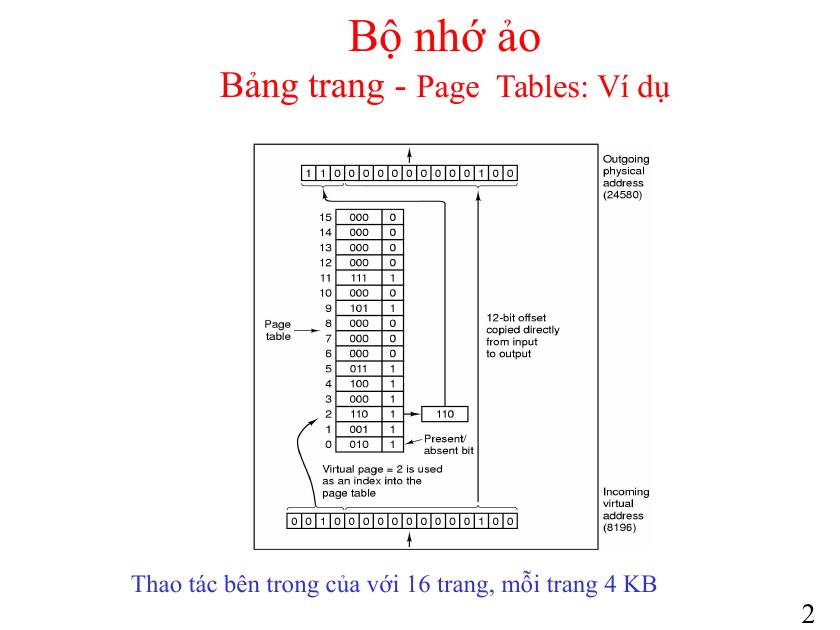 Bộ nhớ ảo
Bảng trang - Page Tables: Ví dụ
Outgoing
physical
address
(24580)
1 1 0 0 0 0 0 0 0 0 0 0 1 0 0
15 000 0
14 000 0
13 000 0
12 000 0
11 111 1
10 000 0
9 101 1
8 000 0
7 000 0
6 000 0
5 011 1
4 100 1
3 000 1
2 110 1
1 001 1
0 010 1
Page
table
110
12-bit offset
copied directly
from input
to output
Present/
absent bit
Virtual page = 2 is used
as an index into the
page table
Incoming
virtual
address
(8196)
0 0 1 0 0 0 0 0 0 0 0 0 0 1 0 0
Thao tác bên trong của với 16 trang, mỗi trang 4 KB
2